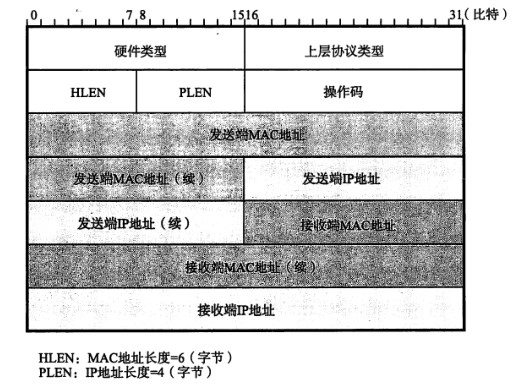 0 7 8 1516 31(比特)
硬件类型 上层协议类型
HLEN PLEN 操作码
发送端MAC地址
发送端MAC地址(续) 发送端IP地址
发送端IP地址(续) 接收端MAC地址
接收端MAC地址(续)
接收端IP地址
HLEN: MAC地址长度=6(字节)
PLEN: IP地址长度=4(字节)